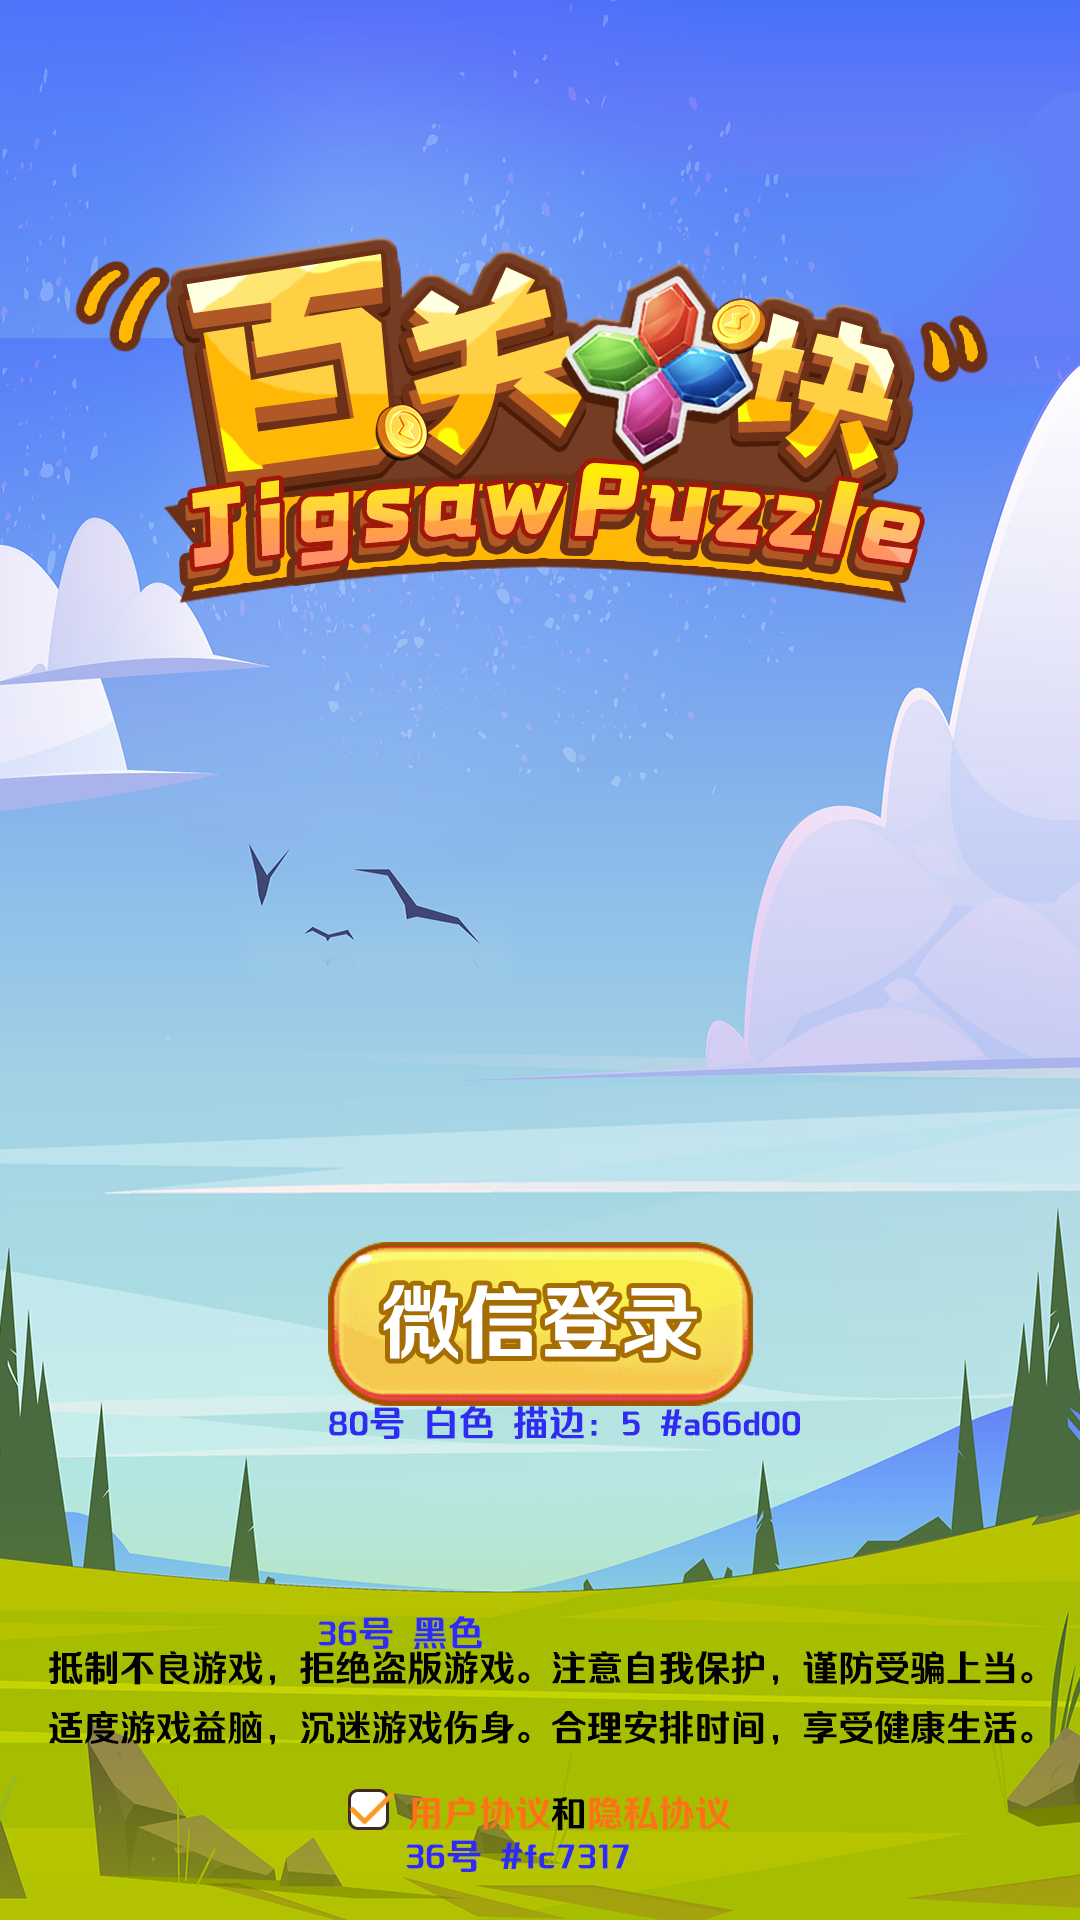 百关块
JigsawPuzzle
微信登录
80号 白色 描边：5 #a66d00
36号 黑色
抵制不良游戏，拒绝盗版游戏。注意自我保护，谨防受骗上当。
适度游戏益脑，沉迷游戏伤身。合理安排时间，享受健康生活。
用户协议和隐私协议
36号 #fc7317